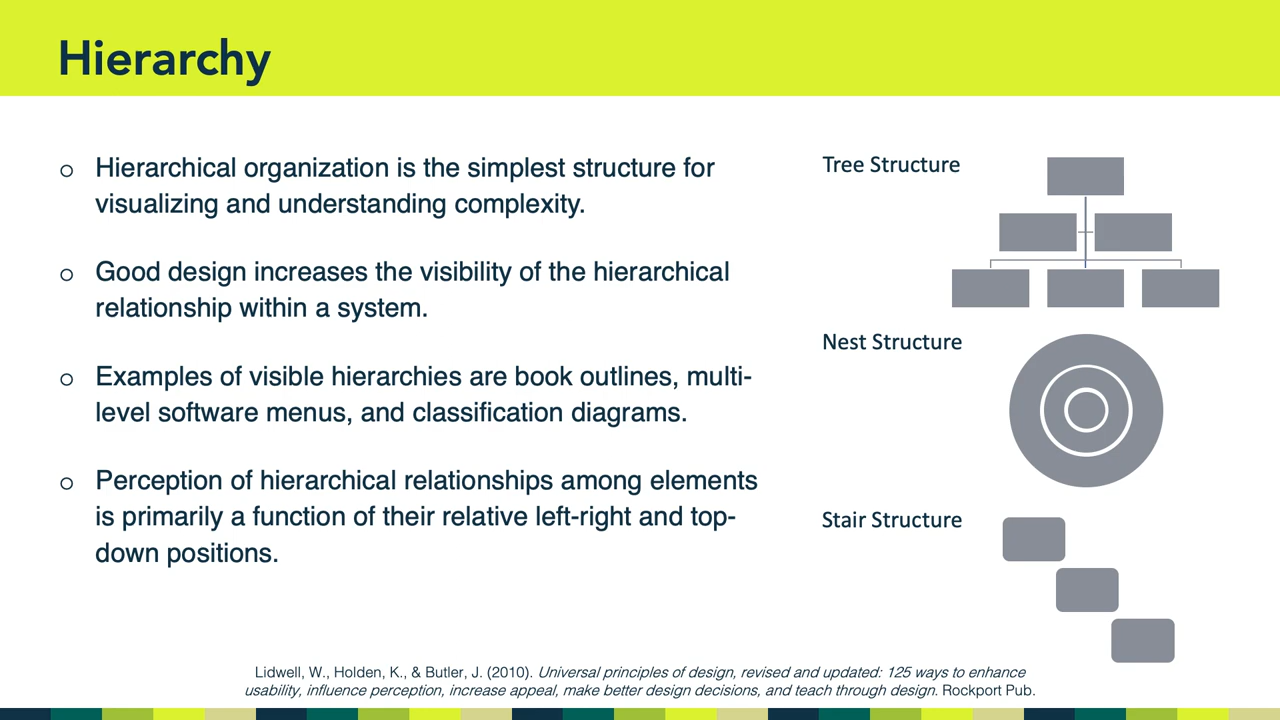 Hierarchy
Hierarchical organization is the simplest structure for
visualizing and understanding complexity.
Good design increases the visibility of the hierarchical
relationship within a system.
Examples of visible hierarchies are book outlines, multi-
level software menus, and classification diagrams.
Perception of hierarchical relationships among elements
is primarily a function of their relative left-right and top-
down positions.
Tree Structure
Nest Structure
Stair Structure
Lidwell, W., Holden, K., & Butler, J. (2010). Universal principles of design, revised and updated: 125 ways to enhance
usability, influence perception, increase appeal, make better design decisions, and teach through design. Rockport Pub.